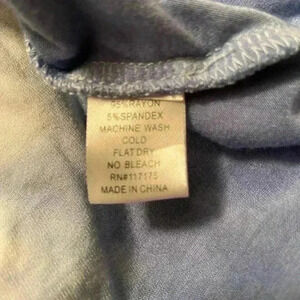 95%RAYON
5%SPANDEX
MACHINE WASH
COLD
FLAT DRY
NO BLEACH
RN#117175
MADE IN CHINA